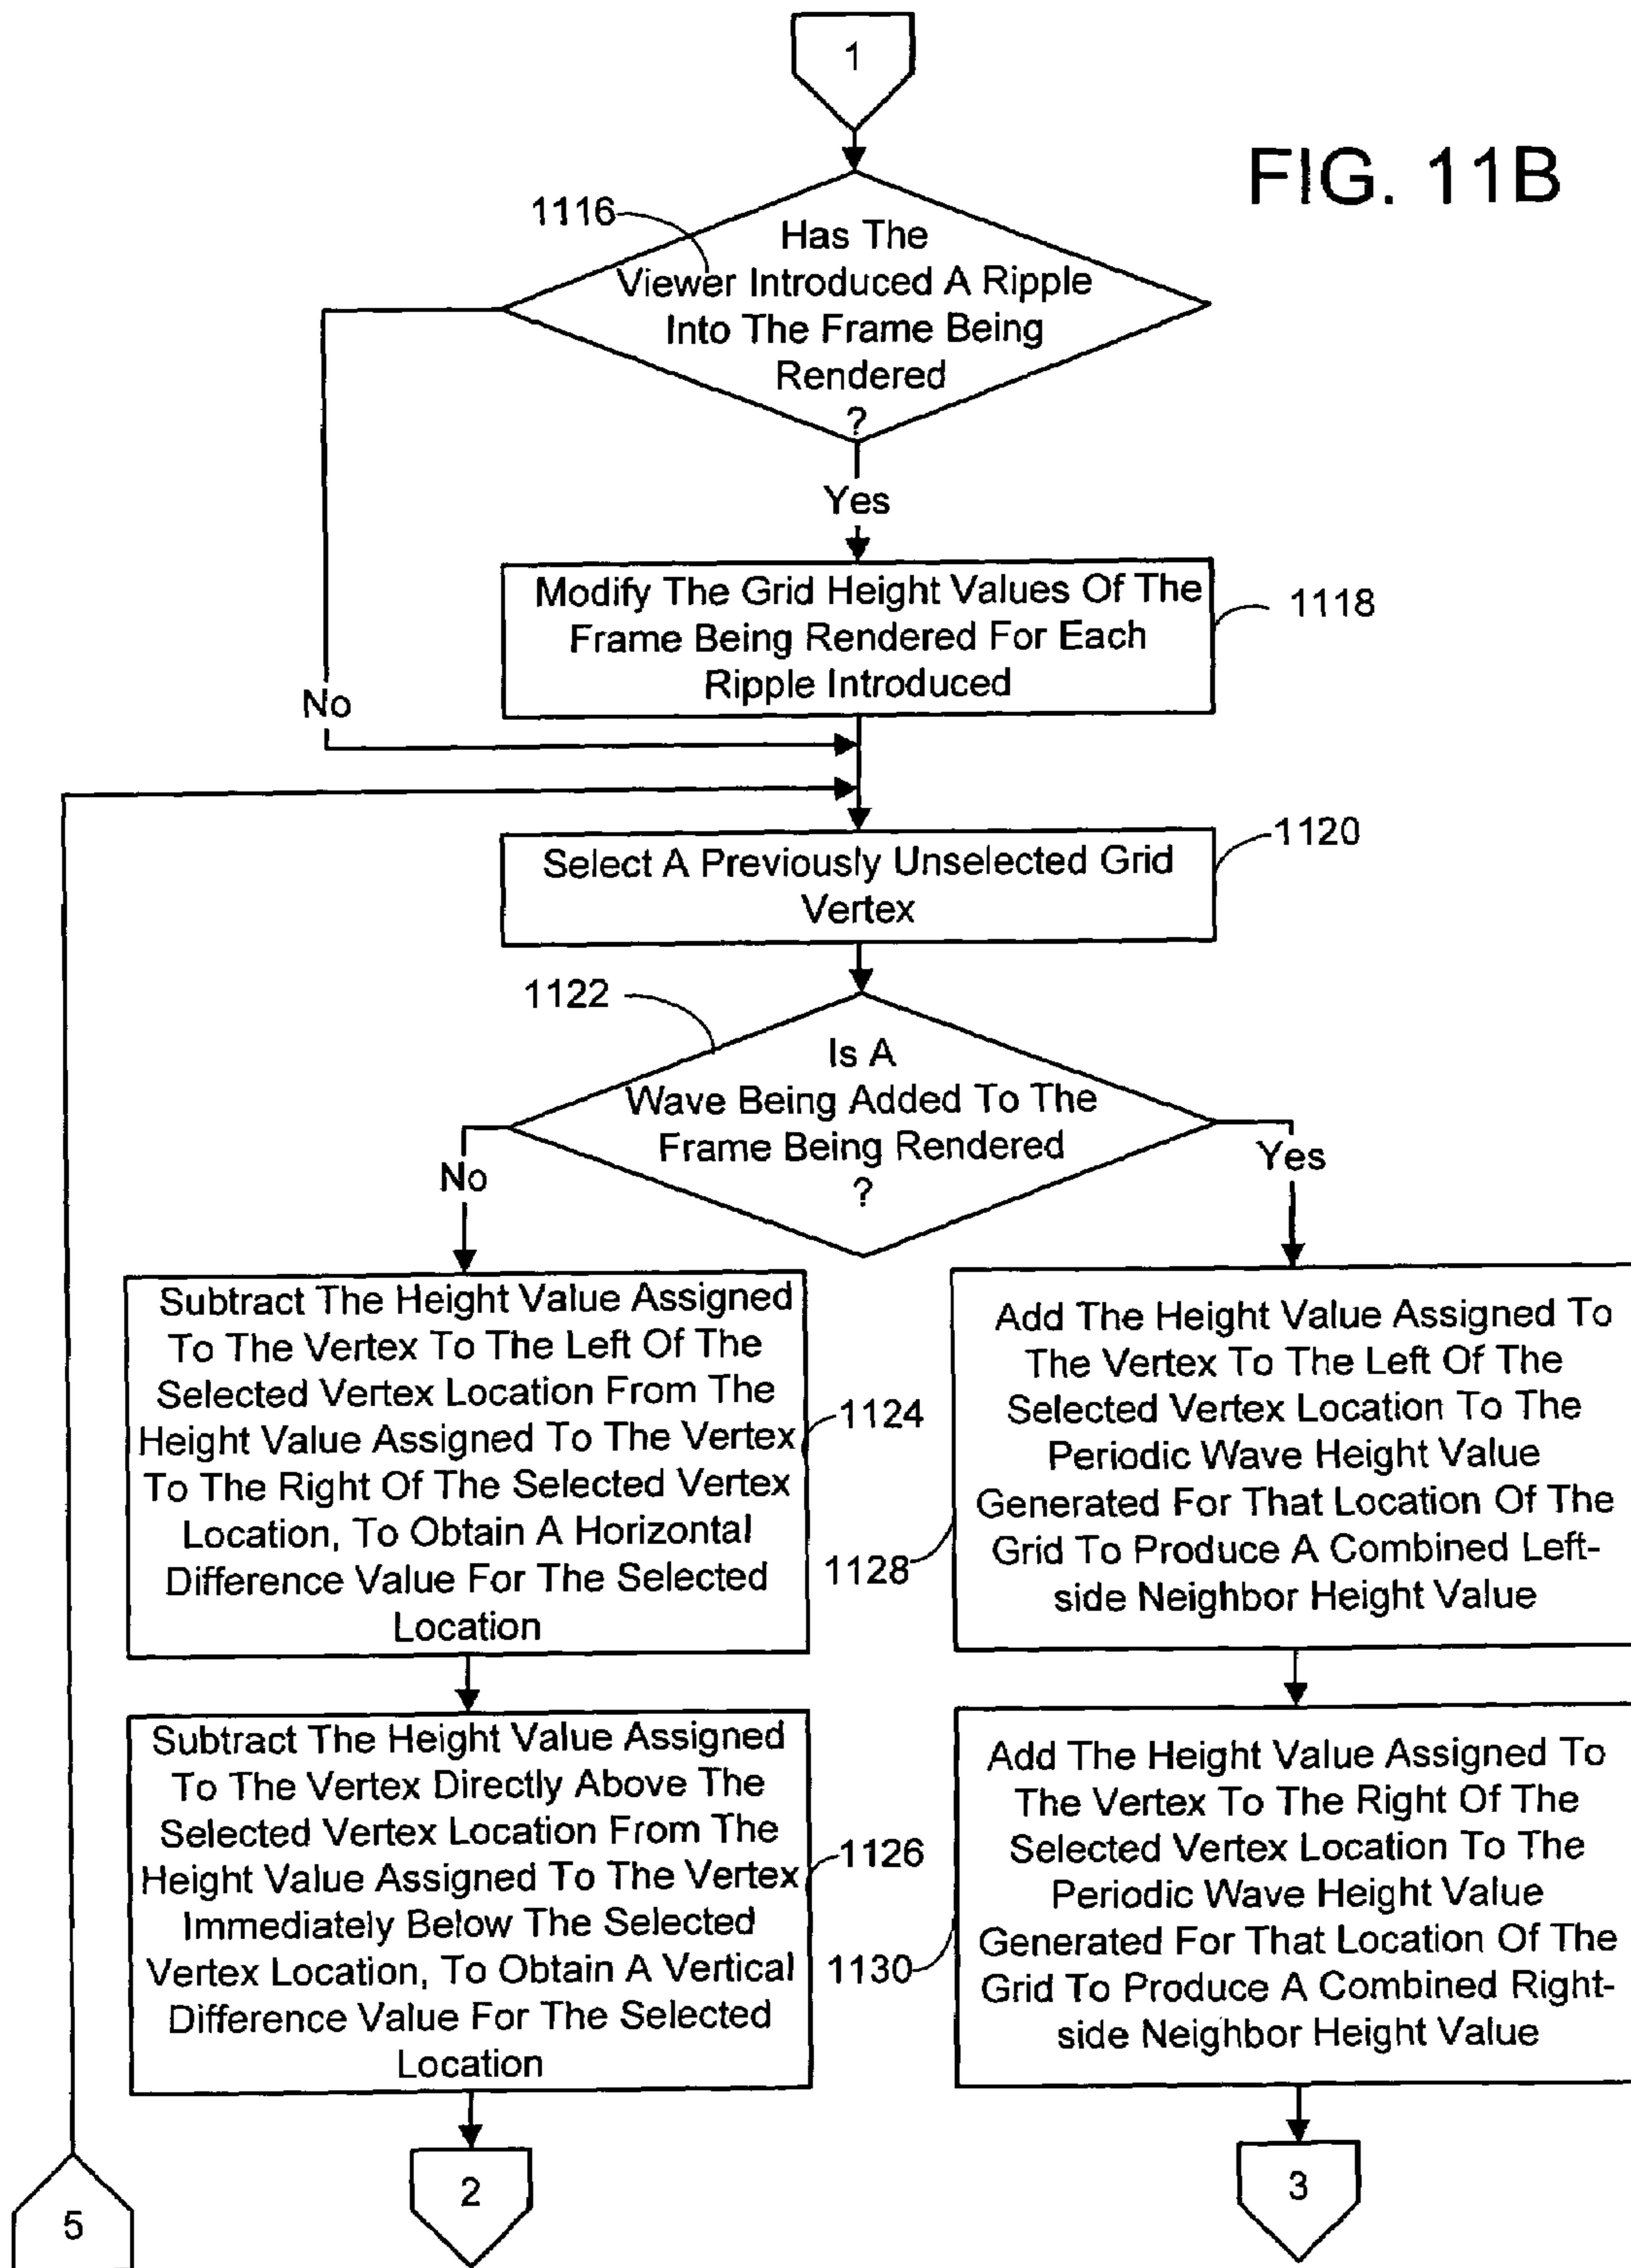 1
FIG. 11B
1116
Has The
Viewer Introduced A Ripple
Into The Frame Being
Rendered
?
Yes
No
Modify The Grid Height Values Of The
Frame Being Rendered For Each
Ripple Introduced
1118
Select A Previously Unselected Grid
Vertex
1120
1122
Is A
Wave Being Added To The
Frame Being Rendered
?
No
Yes
Subtract The Height Value Assigned
To The Vertex To The Left Of The
Selected Vertex Location From The
Height Value Assigned To The Vertex
To The Right Of The Selected Vertex
Location, To Obtain A Horizontal
Difference Value For The Selected
Location
1124
Add The Height Value Assigned To
The Vertex To The Left Of The
Selected Vertex Location To The
Periodic Wave Height Value
Generated For That Location Of The
Grid To Produce A Combined Left-
side Neighbor Height Value
1128
Subtract The Height Value Assigned
To The Vertex Directly Above The
Selected Vertex Location From The
Height Value Assigned To The Vertex
Immediately Below The Selected
Vertex Location, To Obtain A Vertical
Difference Value For The Selected
Location
1126
Add The Height Value Assigned To
The Vertex To The Right Of The
Selected Vertex Location To The
Periodic Wave Height Value
Generated For That Location Of The
Grid To Produce A Combined Right-
side Neighbor Height Value
1130
5
2
3